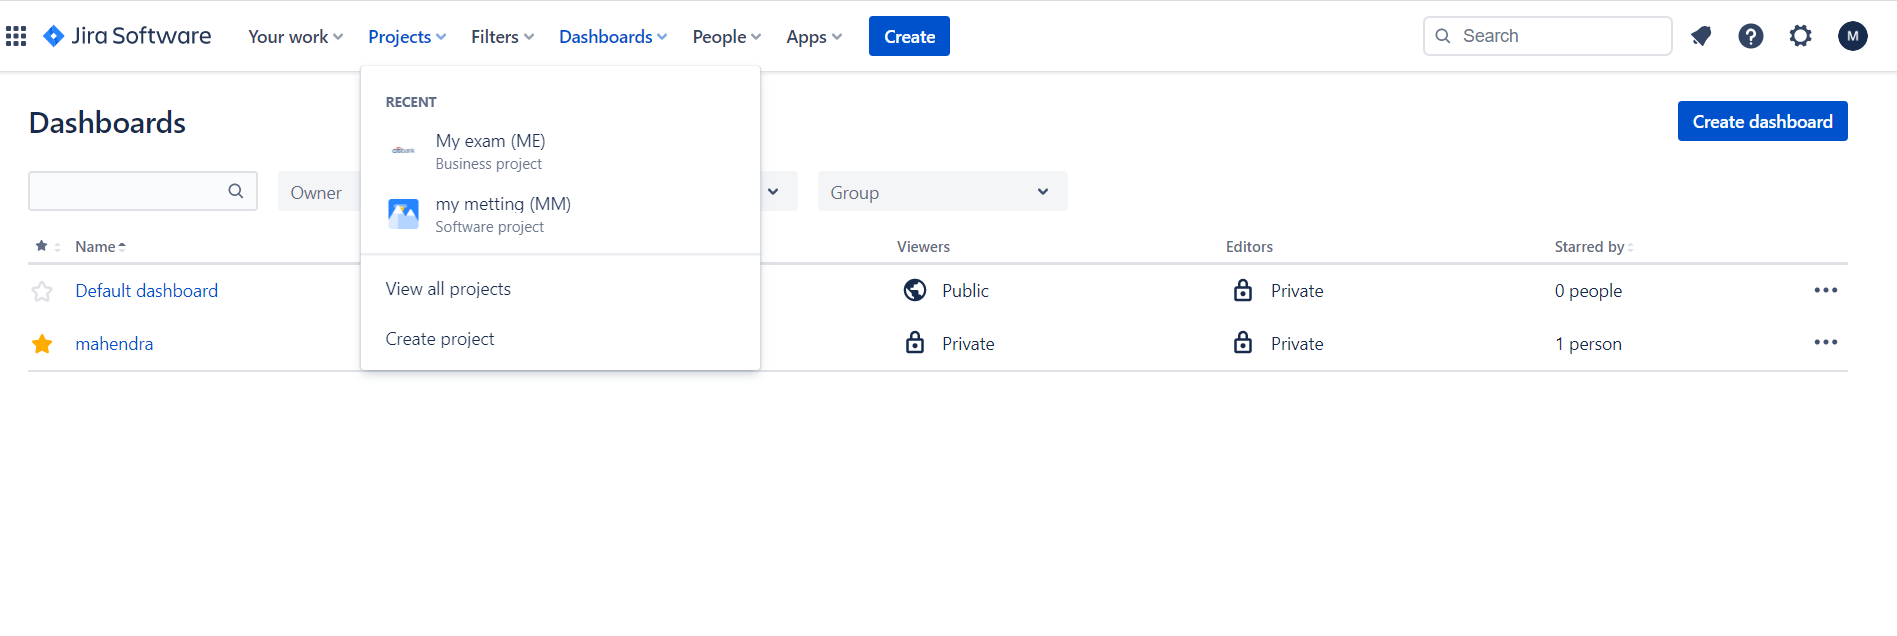 Jira Software Your work Projects Filters Dashboards People Apps Create Search M
RECENT
Dashboards
Create dashboard
My exam (ME)
Business project
Owner
Group
my metting (MM)
Software project
Name Viewers Editors Starred by
View all projects
Default dashboard Public Private 0 people
Create project
mahendra Private Private 1 person